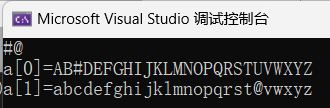 Microsoft Visual Studio 调试控制台
#@
a[0]=AB#DEFGHIJKLMNOPQRSTUVWXYZ
a[1]=abcdefghijklmnopqrst@vwxyz